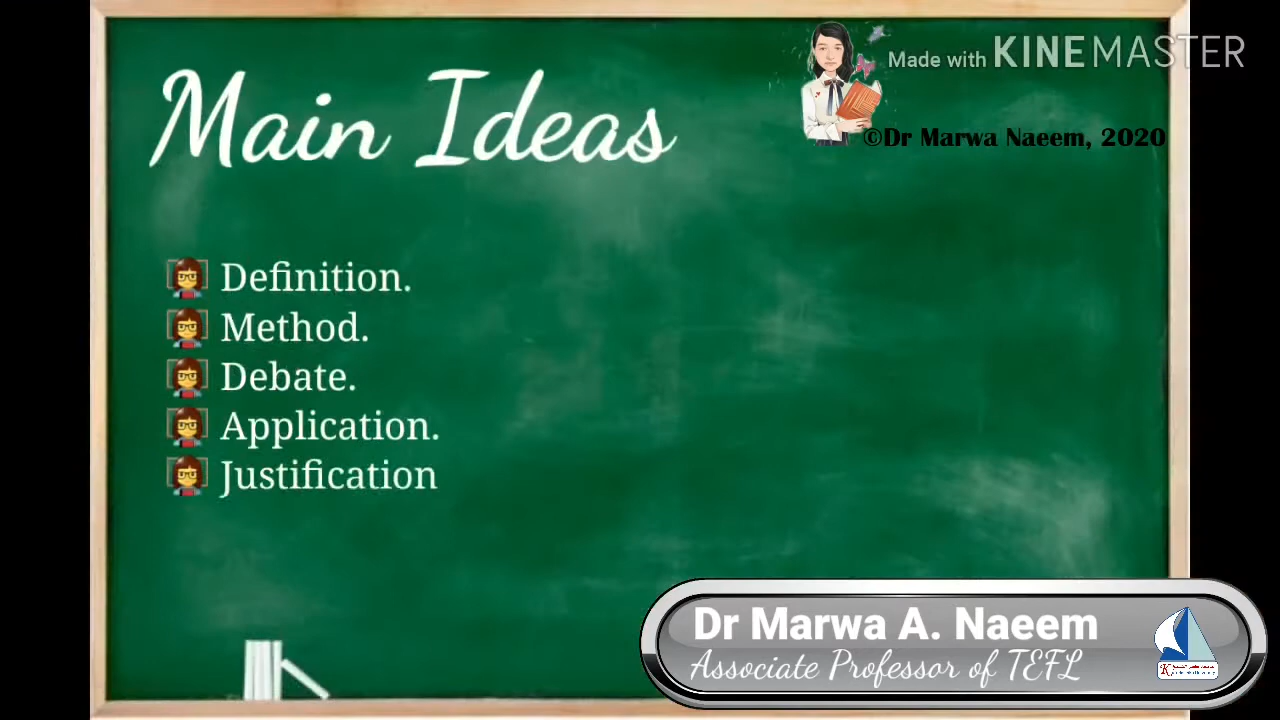 Main Ideas
Made with KINEMASTER
©Dr Marwa Naeem, 2020
Definition.
Method.
Debate.
Application.
Justification
Dr Marwa A. Naeem
Associate Professor of TEFL